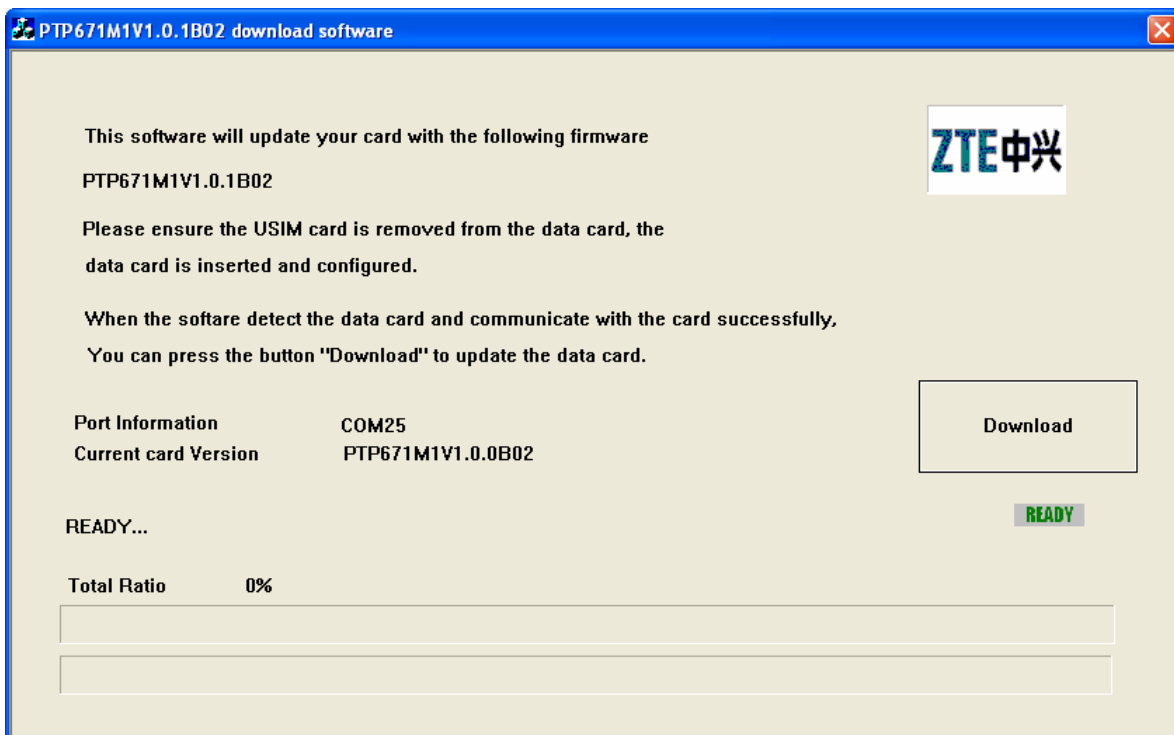 PTP671M1V1.0.1B02 download software
This software will update your card with the following firmware
ZTE中兴
PTP671M1V1.0.1B02
Please ensure the USIM card is removed from the data card, the
data card is inserted and configured.
When the softare detect the data card and communicate with the card successfully,
You can press the button "Download" to update the data card.
Port Information COM25
Download
Current card Version PTP671M1V1.0.0B02
READY...
READY
Total Ratio 0%